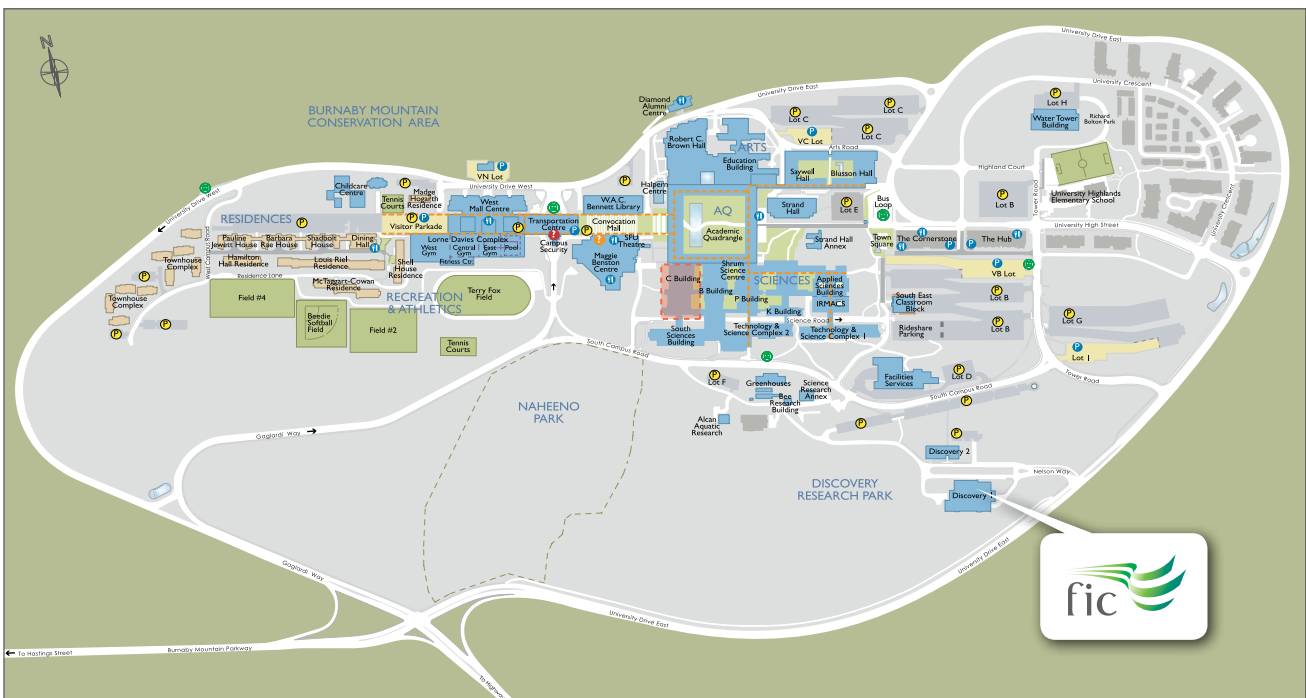 N
BURNABY MOUNTAIN
CONSERVATION AREA
University Drive East
University Drive East
University Crescent
University Crescent
Diamond
Alumni
Centre
Robert C.
Brown Hall
ARTS
Education
Building
P
Lot C
P
Lot C
P
Lot C
P
VC Lot
Arts Road
Saywell
Hall
Blusson Hall
P
Lot H
Water Tower
Building
Richard
Bolton Park
Highland Court
Tower Road
University Highlands
Elementary School
University High Street
P
Lot B
P
VN Lot
University Drive West
University Drive West
West Campus Road
Childcare
Centre
Tennis
Courts
Madge
Hogarth
Residence
West
Mall Centre
W.A.C.
Bennett Library
Halpern
Centre
RESIDENCES
Visitor Parkade
Transportation
Centre
Campus
Security
Convocation
Mall
SFU
Theatre
Maggie
Benston
Centre
AQ
Academic
Quadrangle
Strand
Hall
Lot E
Bus
Loop
Town
Square
Strand Hall
Annex
The Cornerstone
The Hub
VB Lot
Lot B
Lot B
Lot G
Lot 1
Tower Road
Pauline
Jewett House
Barbara
Rae House
Shadbolt
House
Dining
Hall
Hamilton
Hall Residence
Louis Riel
Residence
Shell
House
Residence
Residence Lane
McTaggart-Cowan
Residence
Townhouse
Complex
Townhouse
Complex
Lorne Davies Complex
West
Gym
Central
Gym
East
Gym
Pool
Fitness Ctr.
RECREATION
& ATHLETICS
Terry Fox
Field
Field #4
Beedie
Softball
Field
Field #2
Tennis
Courts
Shrum
Science
Centre
C Building
B Building
P Building
K Building
SCIENCES
Applied
Sciences
Building
IRMACS
Science Road
South
Sciences
Building
Technology &
Science Complex 2
Technology &
Science Complex 1
South East
Classroom
Block
Rideshare
Parking
South Campus Road
South Campus Road
Lot F
Greenhouses
Bee
Research
Building
Science
Research
Annex
Facilities
Services
Lot D
Alcan
Aquatic
Research
NAHEENO
PARK
Gaglardi Way
Gaglardi Way
DISCOVERY
RESEARCH PARK
Discovery 2
Nelson Way
Discovery 1
University Drive East
University Drive East
fic
To Hastings Street
Burnaby Mountain Parkway
To Highway